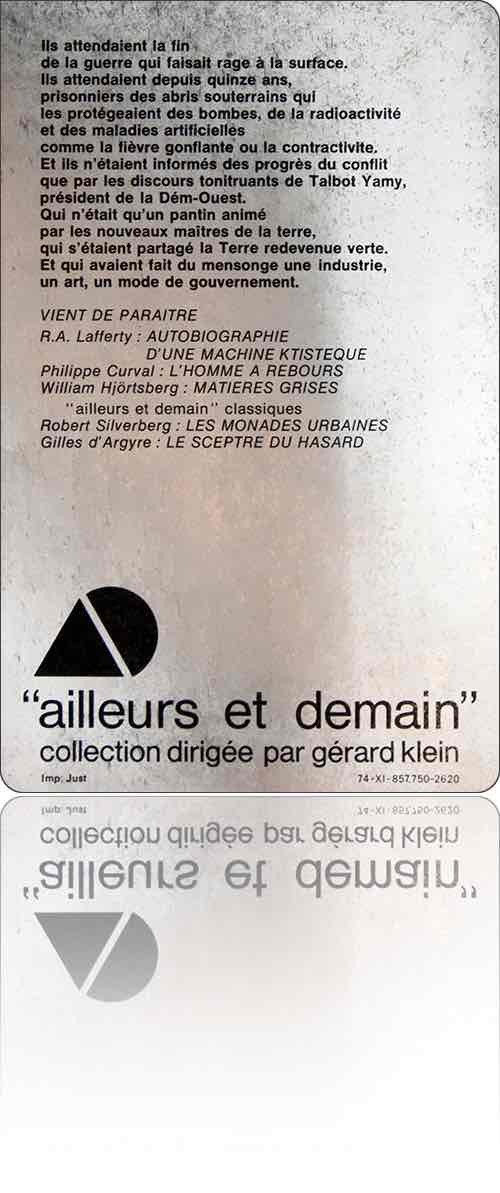 Ils attendaient la fin
de la guerre qui faisait rage à la surface.
Ils attendaient depuis quinze ans,
prisonniers des abris souterrains qui
les protégeaient des bombes, de la radioactivité
et des maladies artificielles
comme la fièvre gonflante ou la contractivite.
Et ils n'étaient informés des progrès du conflit
que par les discours tonitruants de Talbot Yamy,
président de la Dém-Ouest.
Qui n'était qu'un pantin animé
par les nouveaux maîtres de la terre,
qui s'étaient partagé la Terre redevenue verte.
Et qui avaient fait du mensonge une industrie,
un art, un mode de gouvernement.
VIENT DE PARAITRE
R.A. Lafferty : AUTOBIOGRAPHIE
D'UNE MACHINE KTISTEQUE
Philippe Curval : L'HOMME A REBOURS
William Hjörtsberg : MATIERES GRISES
"ailleurs et demain" classiques
Robert Silverberg : LES MONADES URBAINES
Gilles d'Argyre : LE SCEPTRE DU HASARD
"ailleurs et demain"
collection dirigée par gérard klein
Imp. Just 74-XI-857.750-2620